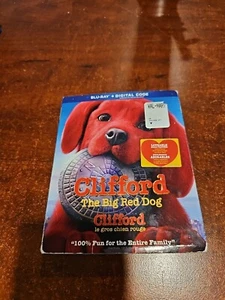 BLU-RAY + DIGITAL CODE
Clifford
The Big Red Dog
Clifford
le gros chien rouge
"100% Fun for the Entire Family"